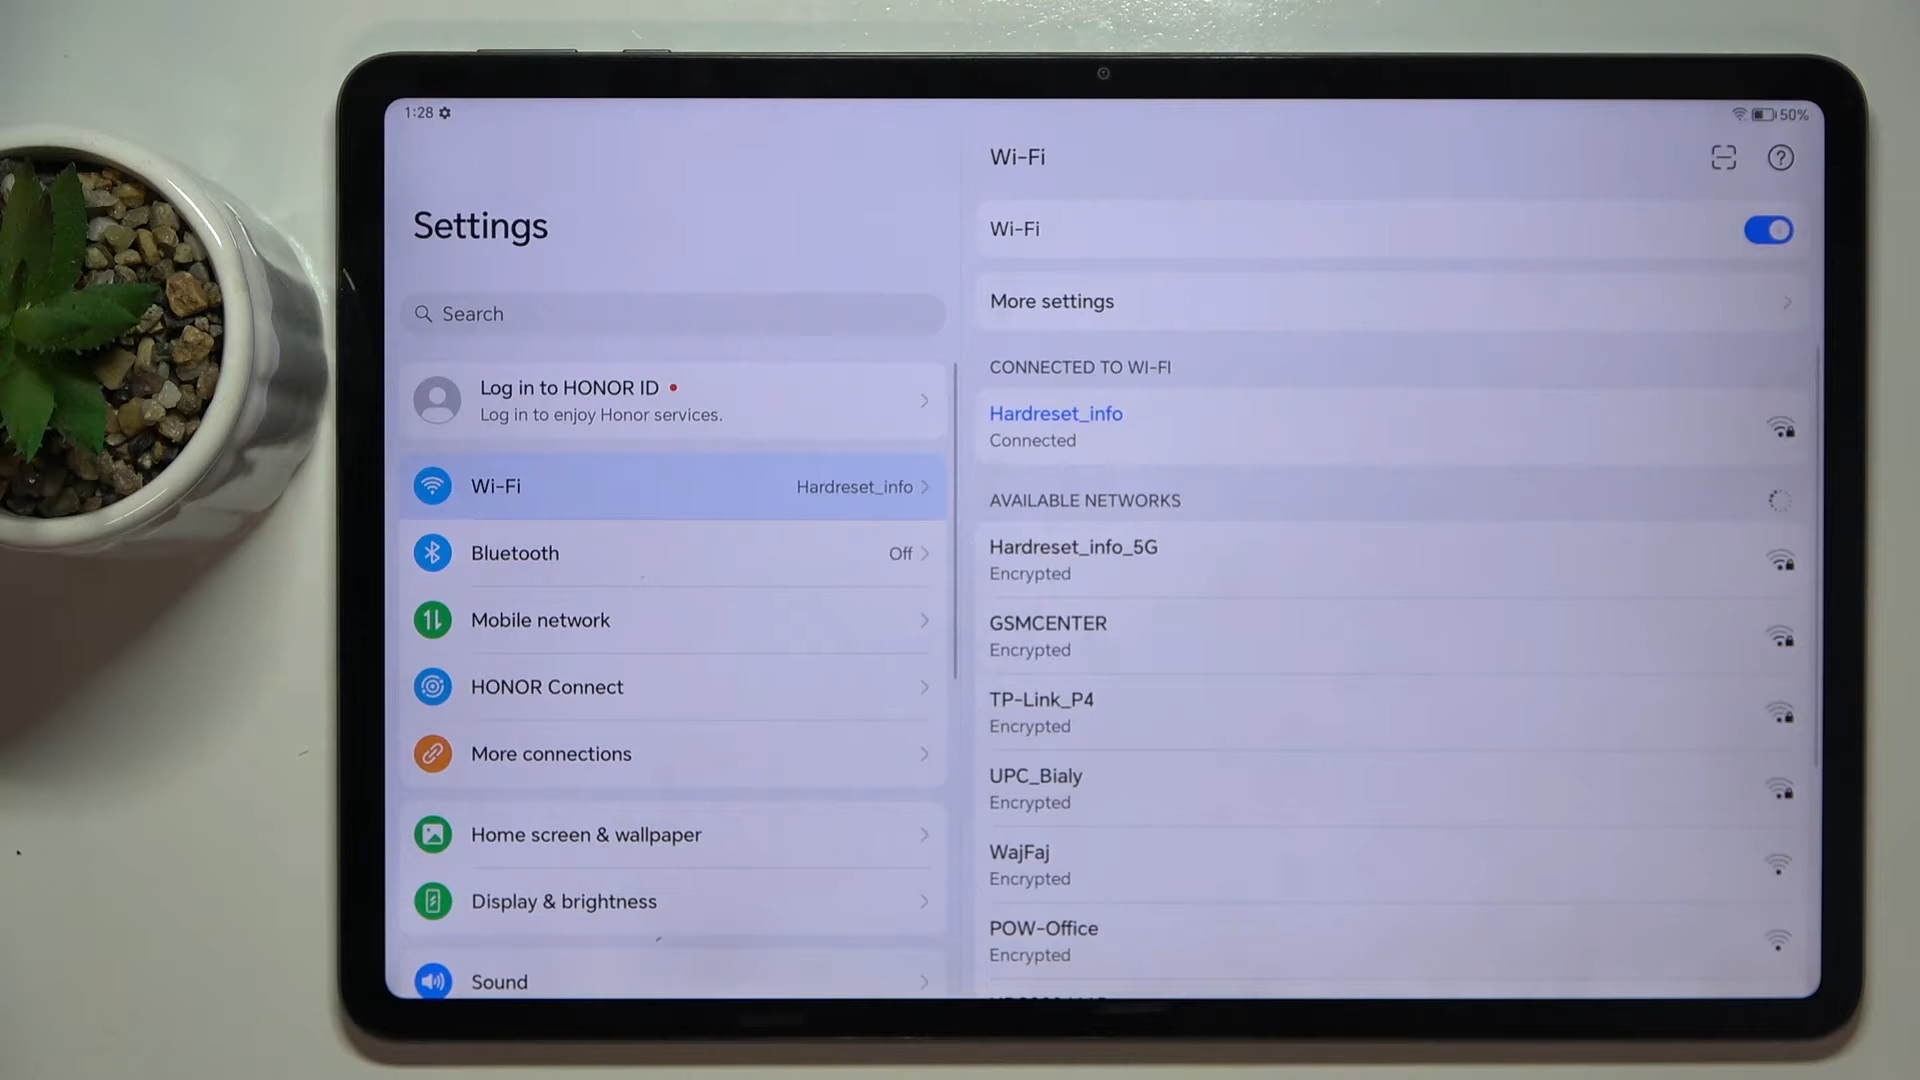 1:28
50%
Settings
Search
Log in to HONOR ID
Log in to enjoy Honor services.
Wi-Fi
Hardreset_info
Bluetooth
Off
Mobile network
HONOR Connect
More connections
Home screen & wallpaper
Display & brightness
Sound
Wi-Fi
Wi-Fi
More settings
CONNECTED TO WI-FI
Hardreset_info
Connected
AVAILABLE NETWORKS
Hardreset_info_5G
Encrypted
GSMCENTER
Encrypted
TP-Link_P4
Encrypted
UPC_Bialy
Encrypted
WajFaj
Encrypted
POW-Office
Encrypted